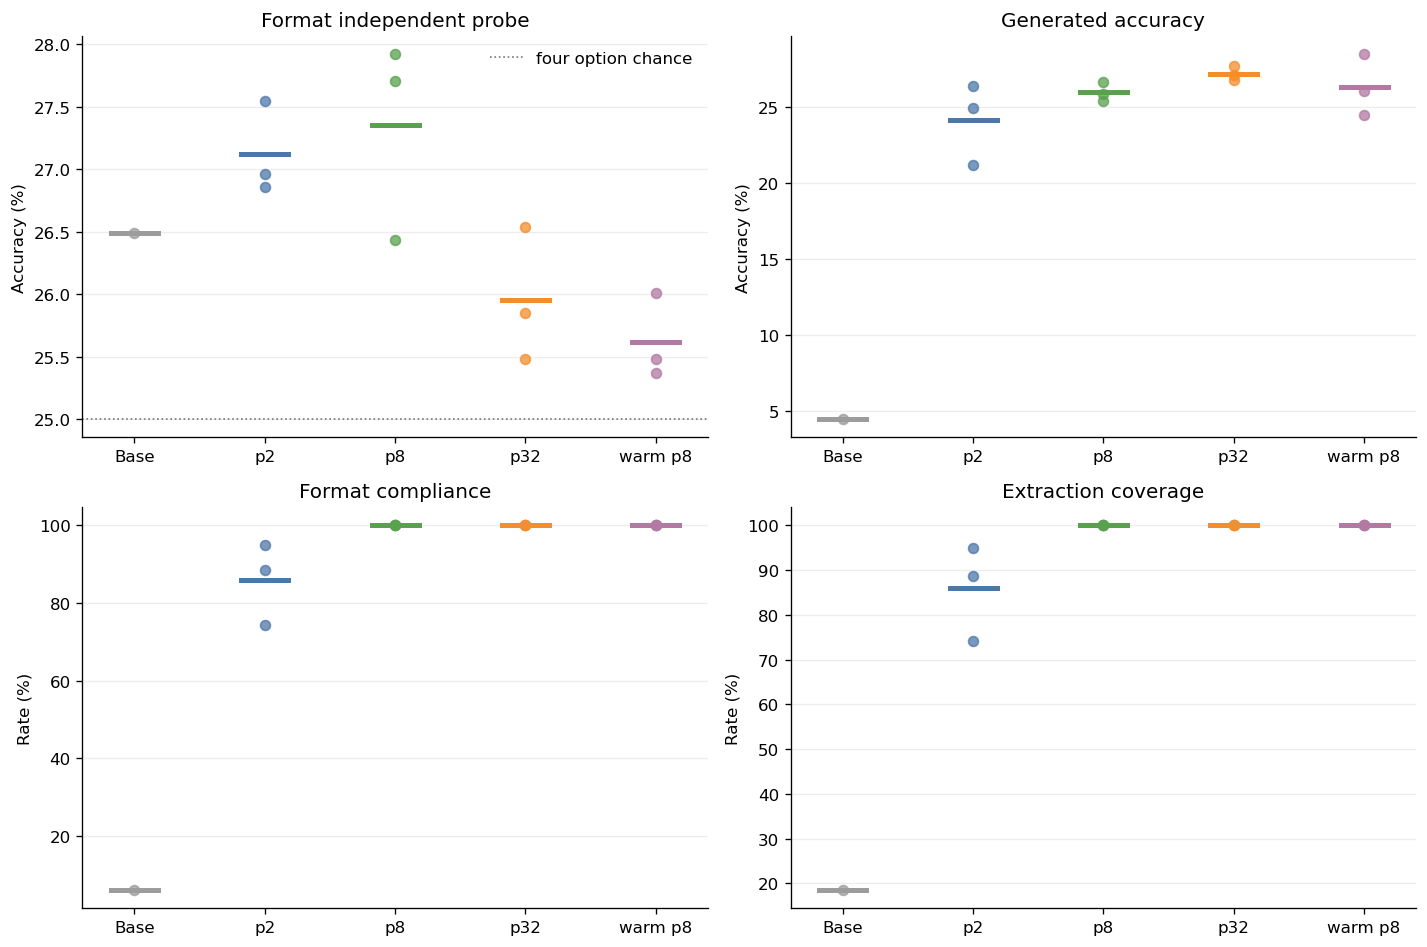 Format independent probe
four option chance
Accuracy (%)
28.0
27.5
27.0
26.5
26.0
25.5
25.0
Base
p2
p8
p32
warm p8
Generated accuracy
Accuracy (%)
25
20
15
10
5
Base
p2
p8
p32
warm p8
Format compliance
Rate (%)
100
80
60
40
20
Base
p2
p8
p32
warm p8
Extraction coverage
Rate (%)
100
90
80
70
60
50
40
30
20
Base
p2
p8
p32
warm p8